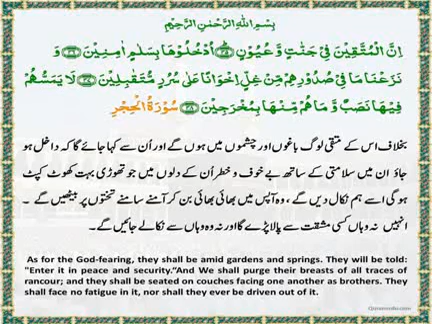 بِسْمِ اللهِ الرَّحْمٰنِ الرَّحِيْمِ
اِنَّ الْمُتَّقِيْنَ فِيْ جَنّٰتٍ وَّعُيُوْنٍ ﴿۴۵﴾ اُدْخُلُوْهَا بِسَلٰمٍ اٰمِنِيْنَ ﴿۴۶﴾ وَ
نَزَعْنَا مَا فِيْ صُدُوْرِهِمْ مِّنْ غِلٍّ اِخْوَانًا عَلٰى سُرُرٍ مُّتَقٰبِلِيْنَ ﴿۴۷﴾ لَا يَمَسُّهُمْ
فِيْهَا نَصَبٌ وَّمَا هُمْ مِّنْهَا بِمُخْرَجِيْنَ ﴿۴۸﴾ سُوْرَةُ الْحِجْرِ
بخلاف اس کے متقی لوگ باغوں اور چشموں میں ہوں گے اور اُن سے کہا جائے گا کہ داخل ہو
جاؤ ان میں سلامتی کے ساتھ بے خوف و خطر اُن کے دلوں میں جو تھوڑی بہت کھوٹ کپٹ
ہو گی اسے ہم نکال دیں گے ، وہ آپس میں بھائی بھائی بن کر آمنے سامنے تختوں پر بیٹھیں گے ۔
انہیں نہ وہاں کسی مشقت سے پالا پڑے گا اور نہ وہ وہاں سے نکالے جائیں گے۔
As for the God-fearing, they shall be amid gardens and springs. They will be told:
"Enter it in peace and security."And We shall purge their breasts of all traces of
rancour; and they shall be seated on couches facing one another as brothers. They
shall face no fatigue in it, nor shall they ever be driven out of it.